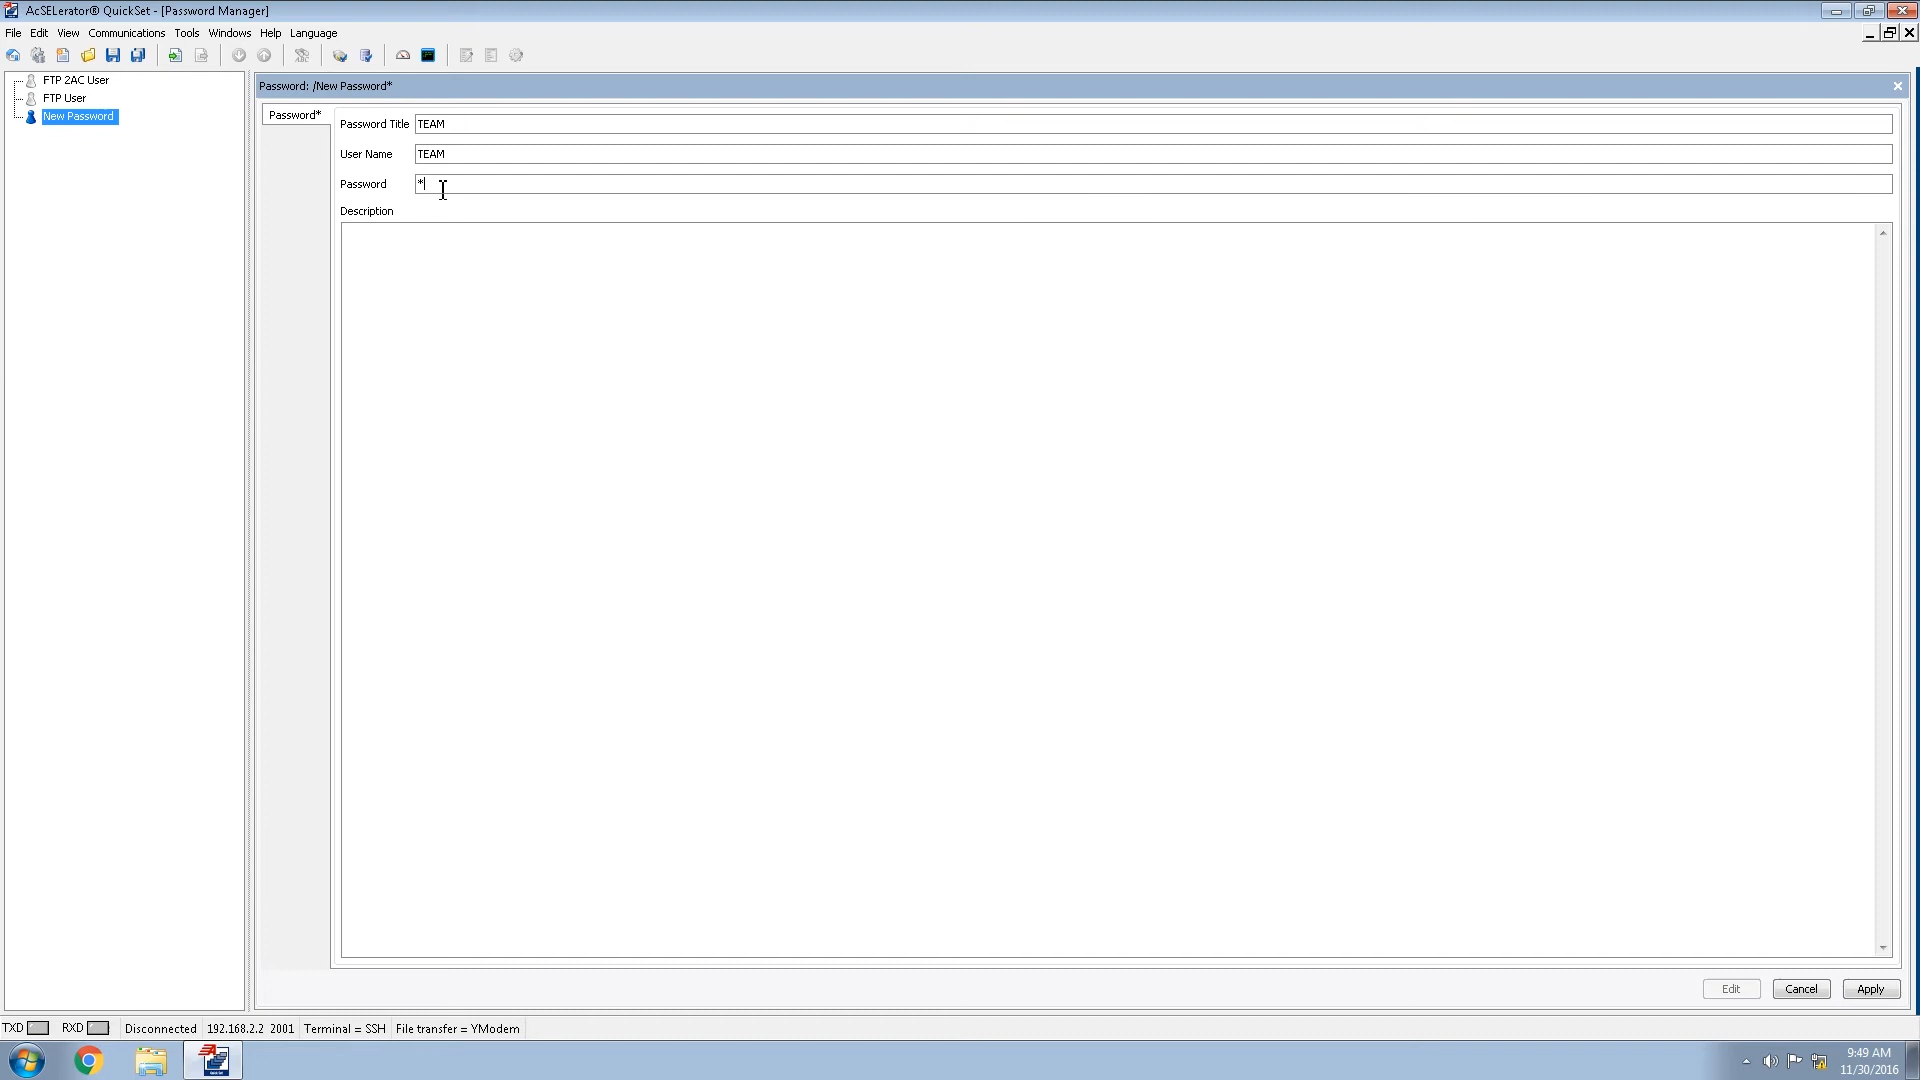 AcSELerator® QuickSet - [Password Manager]
File Edit View Communications Tools Windows Help Language
FTP 2AC User
FTP User
New Password
Password: /New Password*
Password*
Password Title TEAM
User Name TEAM
Password *
Description
Edit Cancel Apply
TXD RXD Disconnected 192.168.2.2 2001 Terminal = SSH File transfer = YModem
9:49 AM
11/30/2016